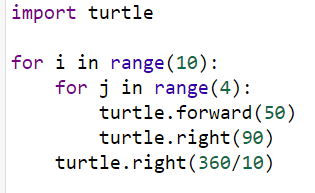 import turtle

for i in range(10):
    for j in range(4):
        turtle.forward(50)
        turtle.right(90)
    turtle.right(360/10)